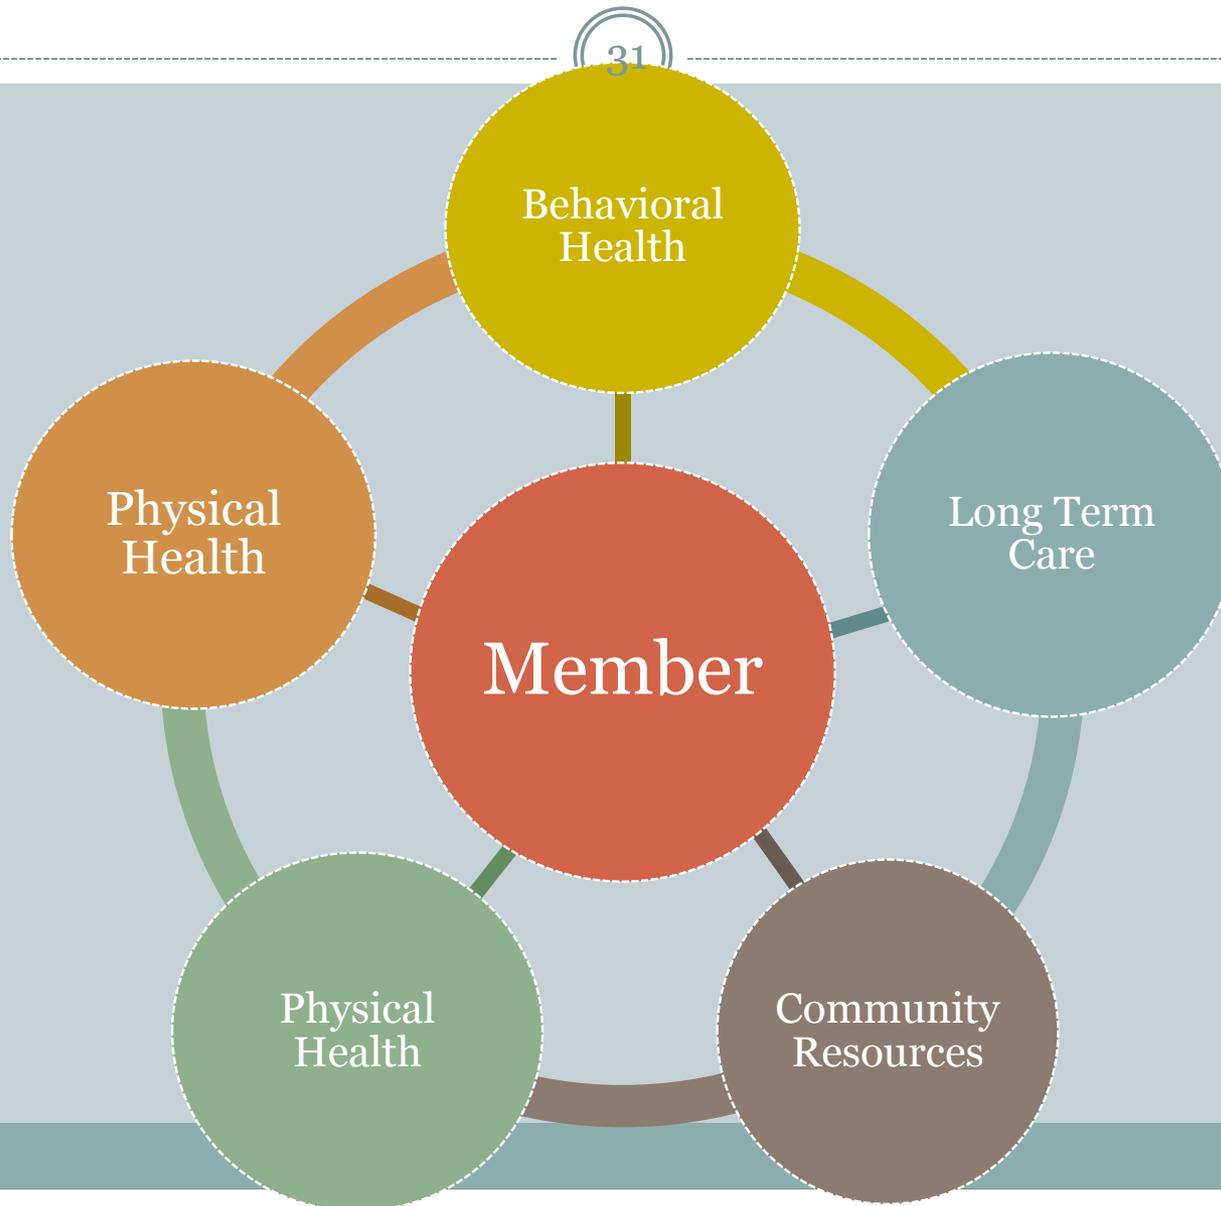 31
Behavioral
Health
Physical
Health
Long Term
Care
Member
Physical
Health
Community
Resources